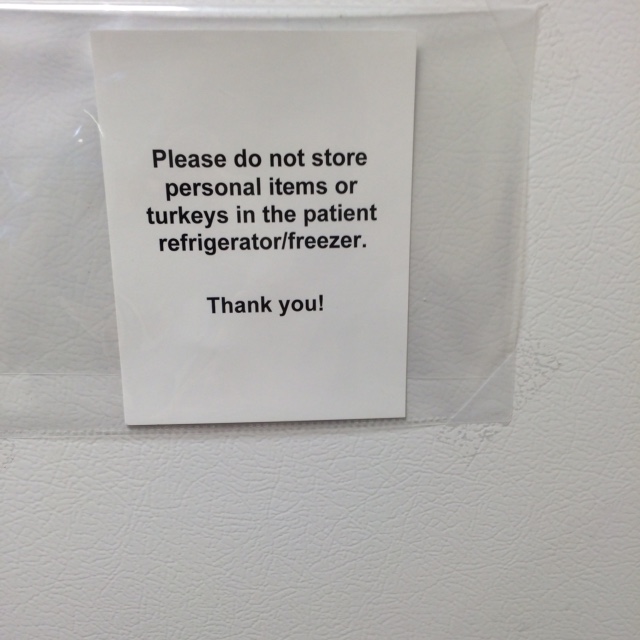 Please do not store
personal items or
turkeys in the patient
refrigerator/freezer.
Thank you!